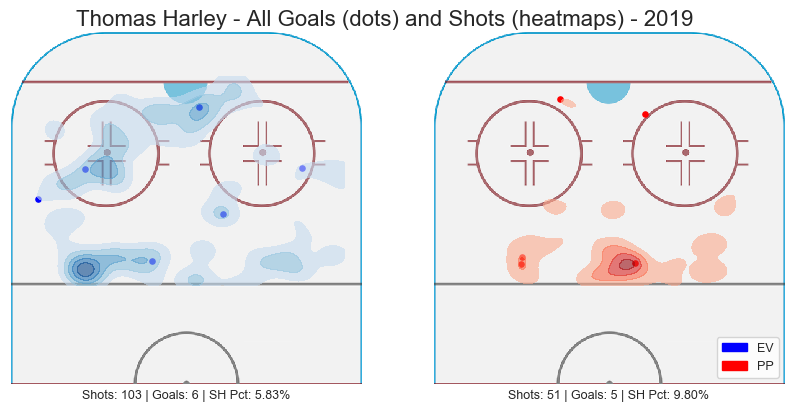 Thomas Harley - All Goals (dots) and Shots (heatmaps) - 2019
EV
PP
Shots: 103 | Goals: 6 | SH Pct: 5.83%
Shots: 51 | Goals: 5 | SH Pct: 9.80%